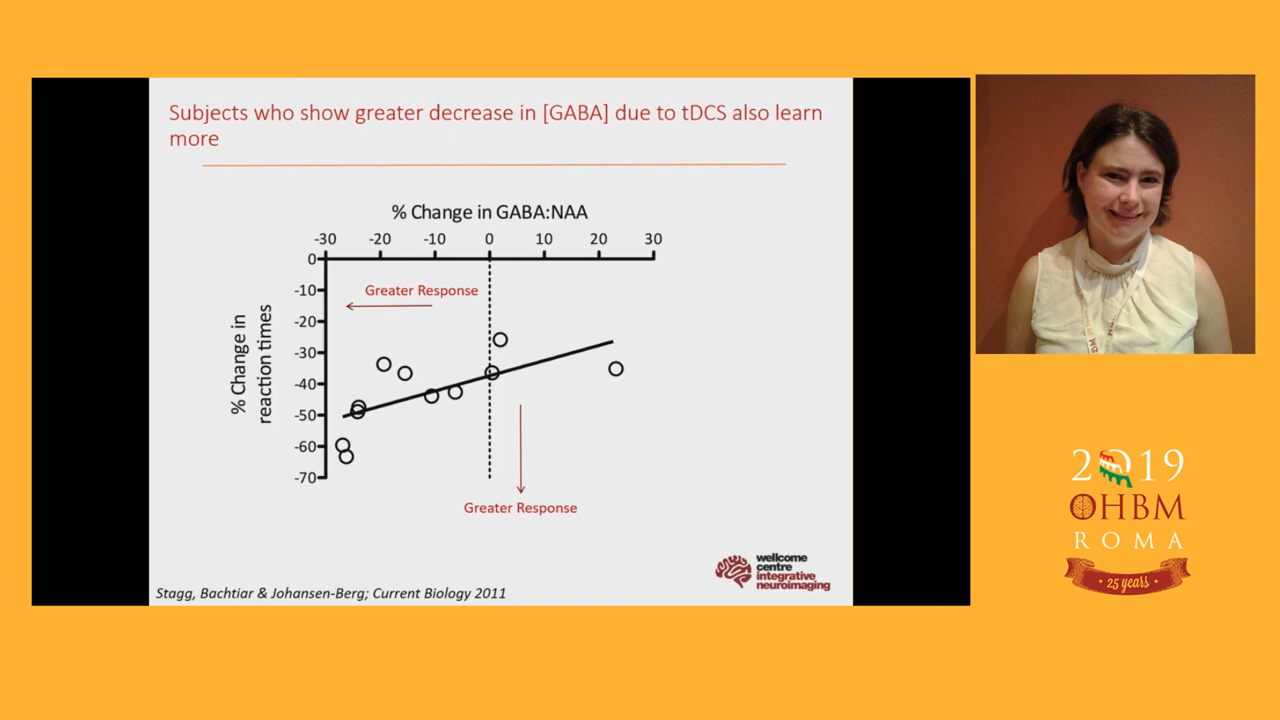 Subjects who show greater decrease in [GABA] due to tDCS also learn
more
% Change in GABA:NAA
-30 -20 -10 0 10 20 30
0
-10
-20
-30
-40
-50
-60
-70
% Change in
reaction times
Greater Response
Greater Response
wellcome
centre
integrative
neuroimaging
Stagg, Bachtiar & Johansen-Berg; Current Biology 2011
2019
OHBM
ROMA
• 25 years •